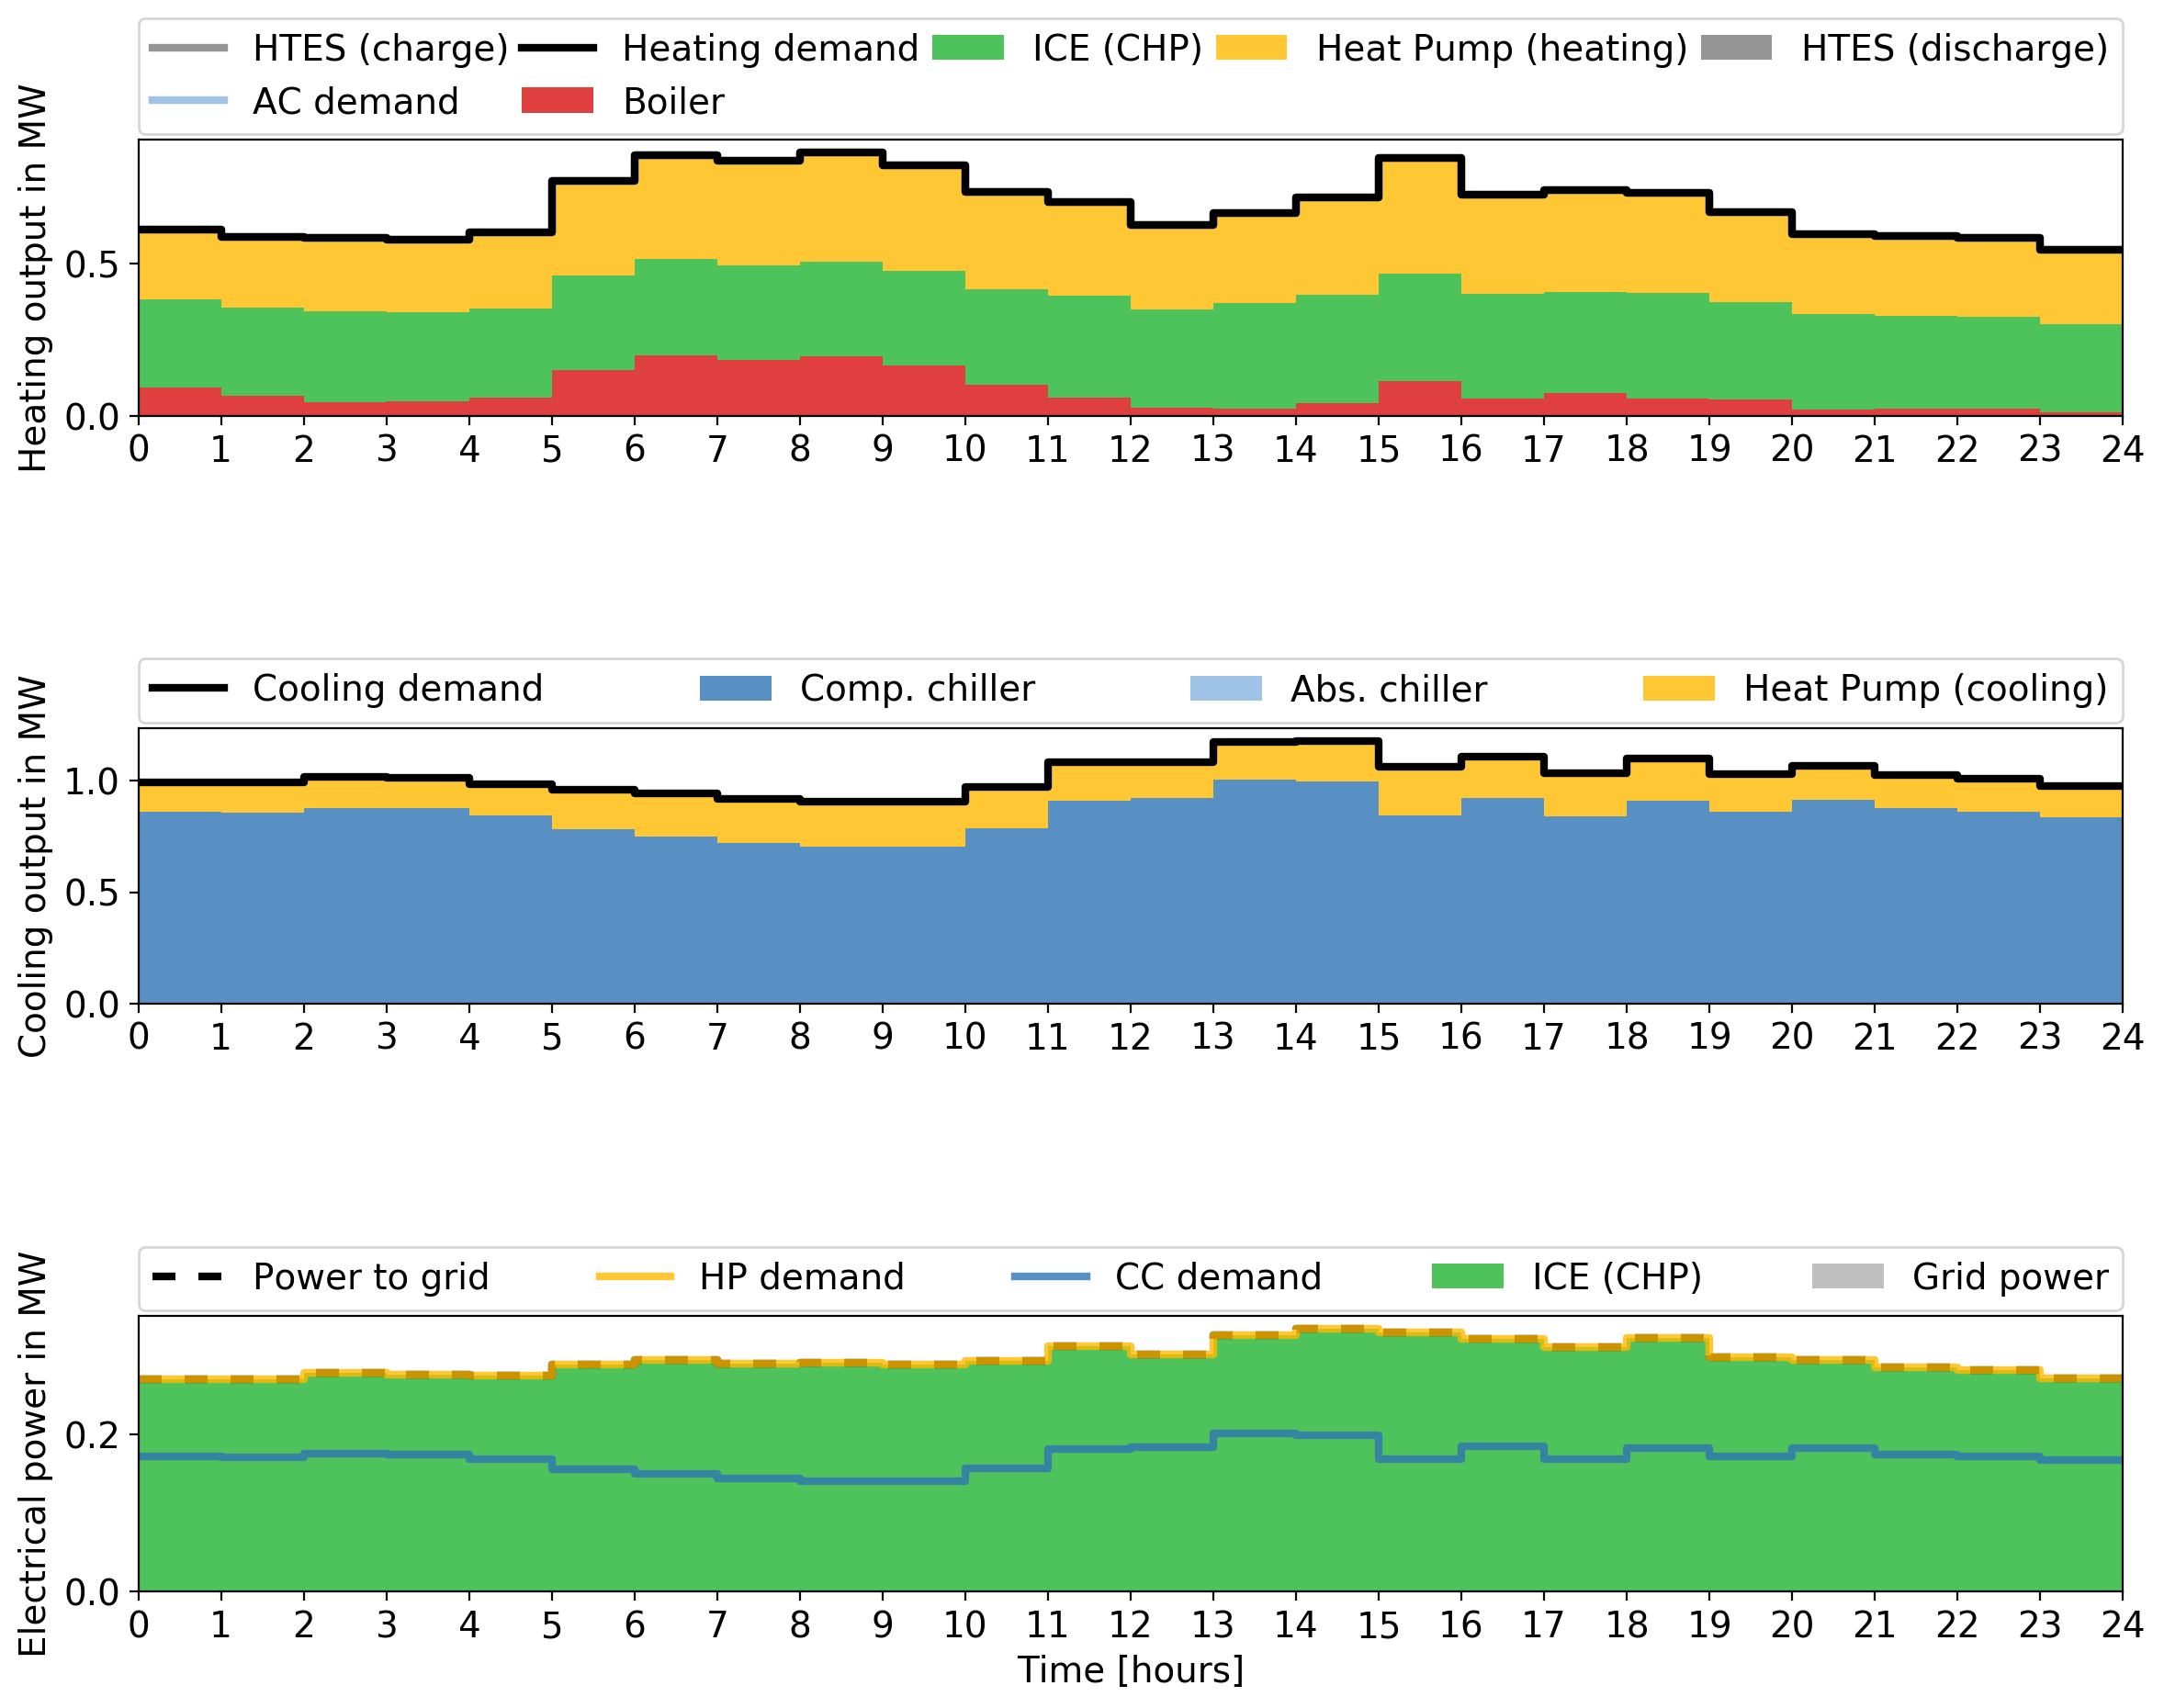 HTES (charge) Heating demand ICE (CHP) Heat Pump (heating) HTES (discharge)
AC demand Boiler
Heating output in MW
0.5
0.0
0 1 2 3 4 5 6 7 8 9 10 11 12 13 14 15 16 17 18 19 20 21 22 23 24
Cooling demand Comp. chiller Abs. chiller Heat Pump (cooling)
Cooling output in MW
1.0
0.5
0.0
0 1 2 3 4 5 6 7 8 9 10 11 12 13 14 15 16 17 18 19 20 21 22 23 24
Power to grid HP demand CC demand ICE (CHP) Grid power
Electrical power in MW
0.2
0.0
0 1 2 3 4 5 6 7 8 9 10 11 12 13 14 15 16 17 18 19 20 21 22 23 24
Time [hours]